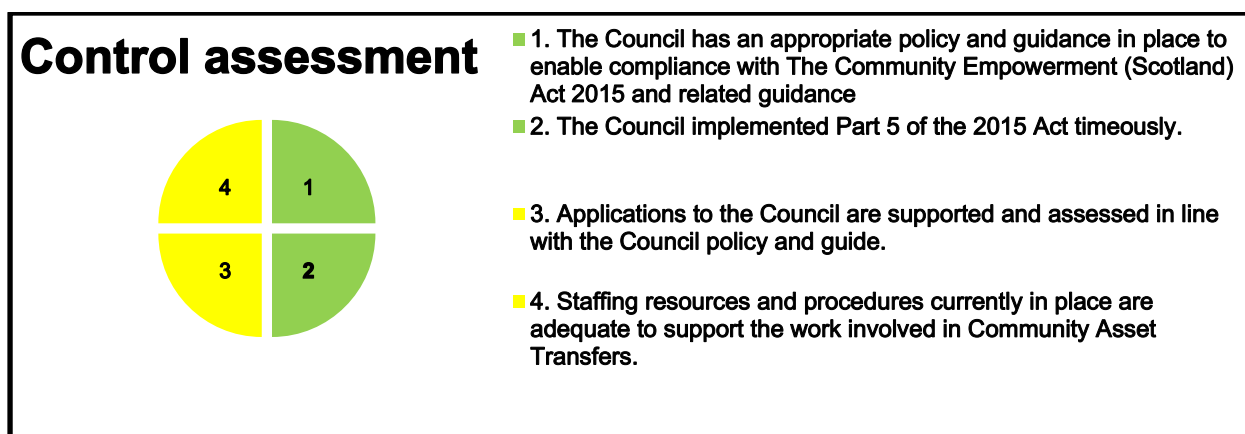 Control assessment
1. The Council has an appropriate policy and guidance in place to
enable compliance with The Community Empowerment (Scotland)
Act 2015 and related guidance
2. The Council implemented Part 5 of the 2015 Act timeously.
3. Applications to the Council are supported and assessed in line
with the Council policy and guide.
4. Staffing resources and procedures currently in place are
adequate to support the work involved in Community Asset
Transfers.
4
1
3
2